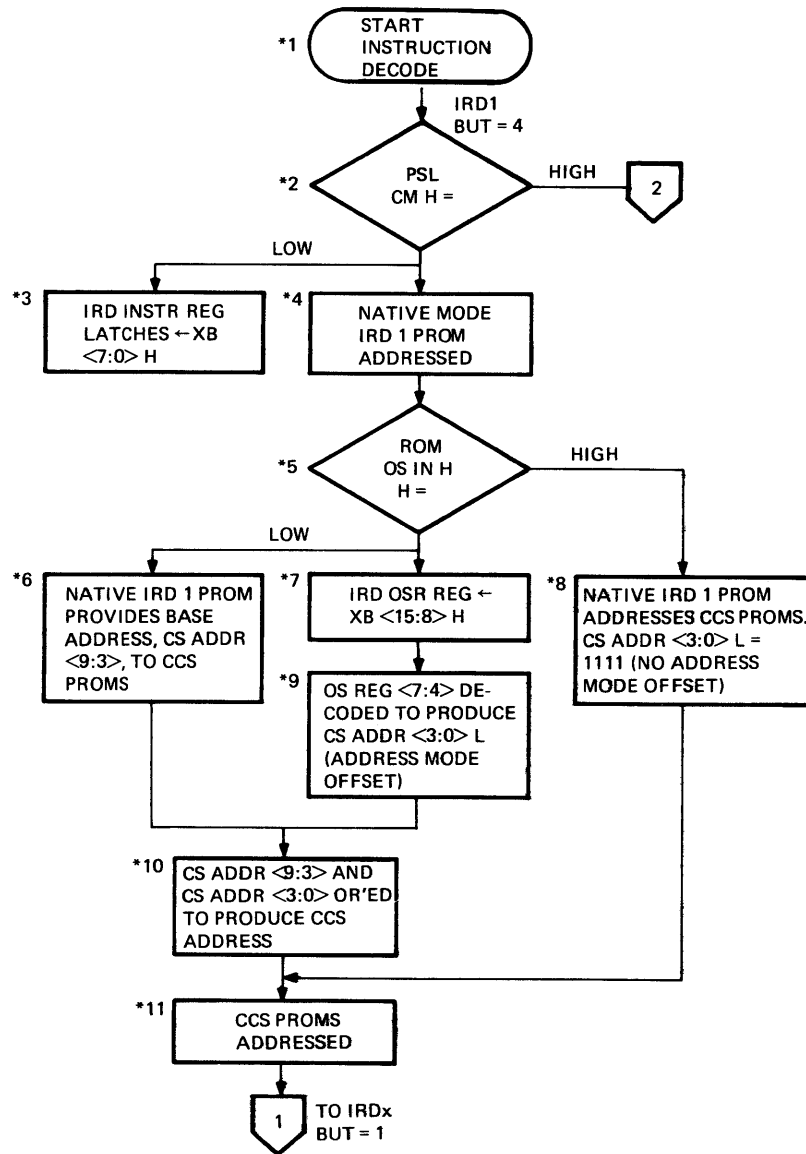 *1
START
INSTRUCTION
DECODE
IRD1
BUT = 4
*2
PSL
CM H =
HIGH
2
LOW
*3
IRD INSTR REG
LATCHES ← XB
<7:0> H
*4
NATIVE MODE
IRD 1 PROM
ADDRESSED
*5
ROM
OS IN H
H =
HIGH
LOW
*6
NATIVE IRD 1 PROM
PROVIDES BASE
ADDRESS, CS ADDR
<9:3>, TO CCS
PROMS
*7
IRD OSR REG ←
XB <15:8> H
*8
NATIVE IRD 1 PROM
ADDRESSES CCS PROMS.
CS ADDR <3:0> L =
1111 (NO ADDRESS
MODE OFFSET)
*9
OS REG <7:4> DE-
CODED TO PRODUCE
CS ADDR <3:0> L
(ADDRESS MODE
OFFSET)
*10
CS ADDR <9:3> AND
CS ADDR <3:0> OR'ED
TO PRODUCE CCS
ADDRESS
*11
CCS PROMS
ADDRESSED
1
TO IRDx
BUT = 1